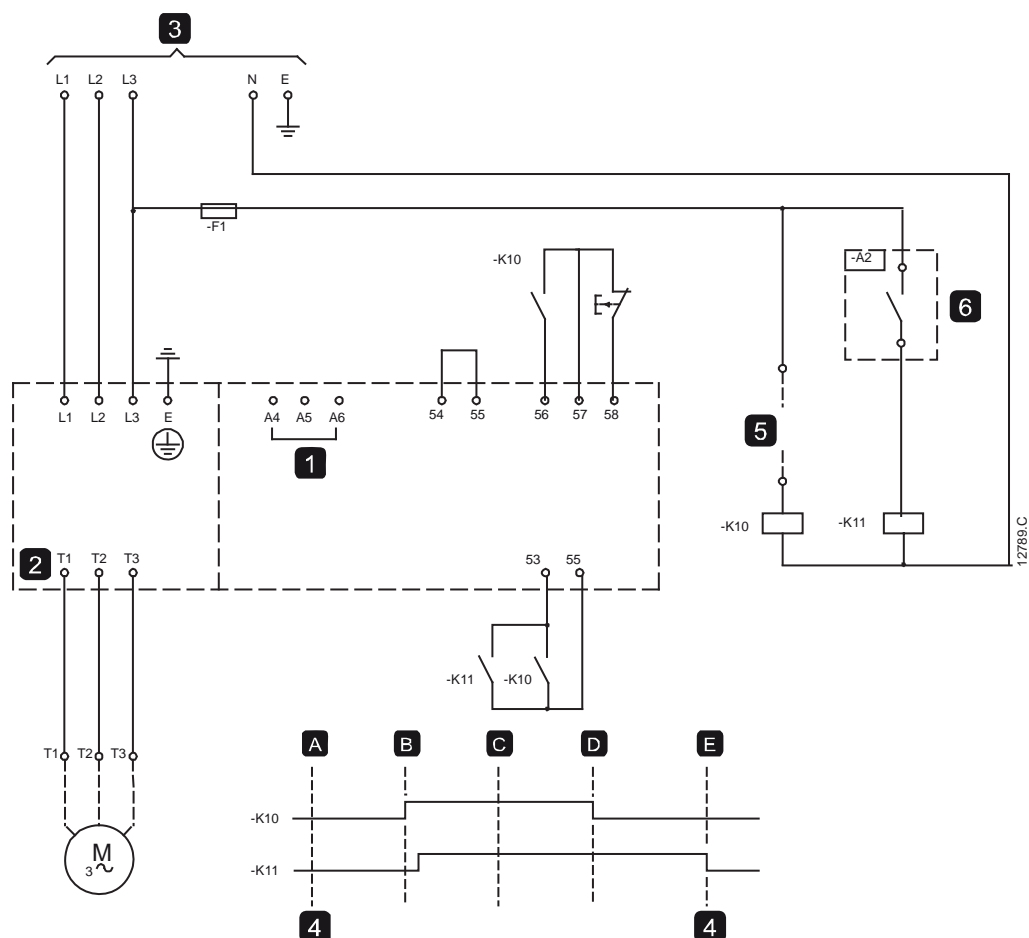 3
L1 L2 L3 N E
-F1
-K10
-A2
6
L1 L2 L3 E A4 A5 A6 54 55 56 57 58
1
5
-K10 -K11
12789.C
2 T1 T2 T3 53 55
-K11 -K10
T1 T2 T3
A B C D E
-K10
M
3
-K11
4 4